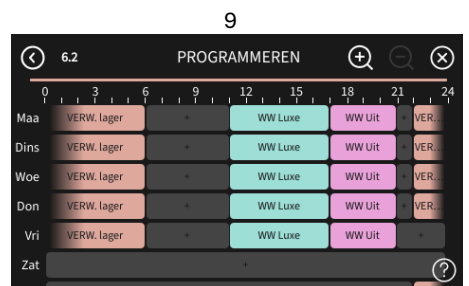 9
6.2 PROGRAMMEREN
0 3 6 9 12 15 18 21 24
Maa VERW. lager + WW Luxe WW Uit + VER...
Dins VERW. lager + WW Luxe WW Uit + VER...
Woe VERW. lager + WW Luxe WW Uit + VER...
Don VERW. lager + WW Luxe WW Uit + VER...
Vri VERW. lager + WW Luxe WW Uit +
Zat + ?